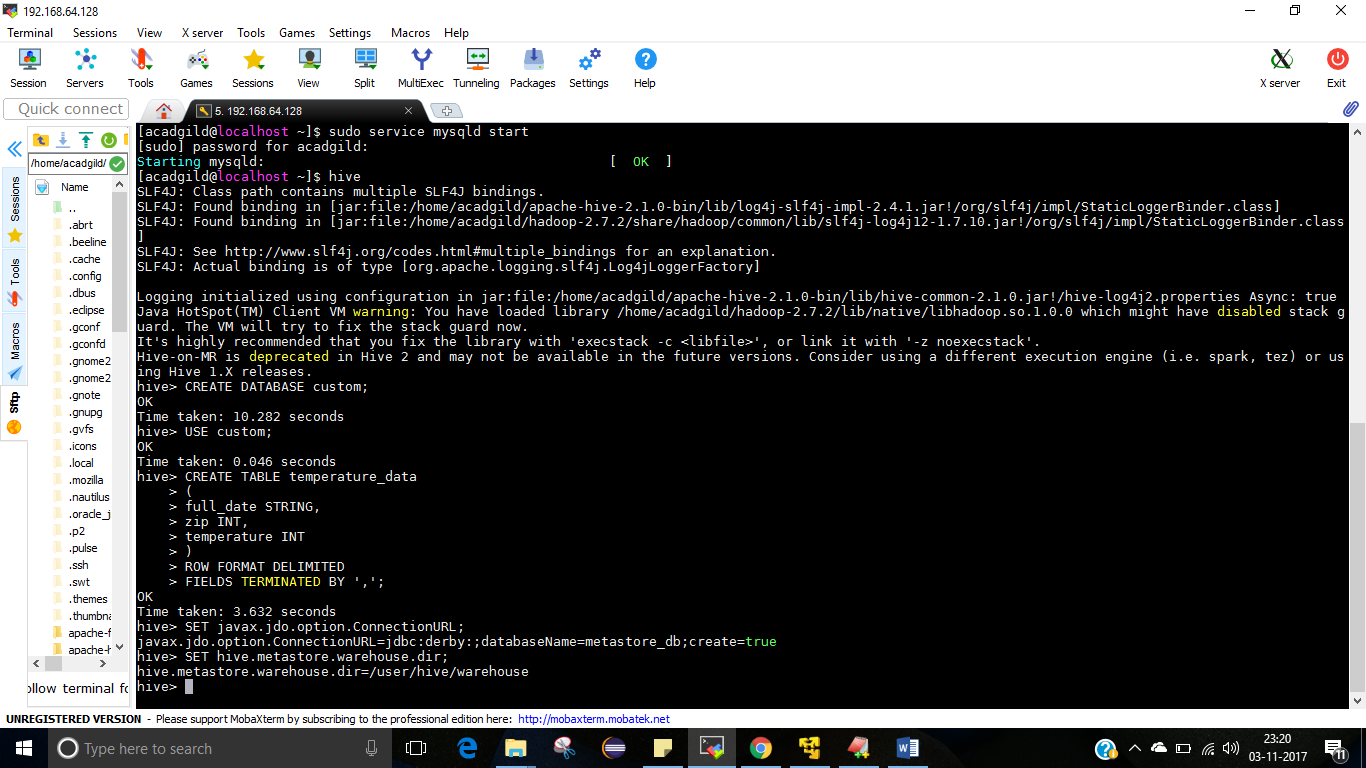 192.168.64.128
Terminal Sessions View X server Tools Games Settings Macros Help
Session Servers Tools Games Sessions View Split MultiExec Tunneling Packages Settings Help X server Exit
Quick connect
5. 192.168.64.128
/home/acadgild/
Name
..
.abrt
.beeline
.cache
.config
.dbus
.eclipse
.gconf
.gconfd
.gnome2
.gnome2
.gnote
.gnupg
.gvfs
.icons
.local
.mozilla
.nautilus
.oracle_j
.p2
.pulse
.ssh
.swt
.themes
.thumbna
apache-f
apache-h
ollow terminal fo
Sessions
Tools
Macros
Sftp
[acadgild@localhost ~]$ sudo service mysqld start
[sudo] password for acadgild:
Starting mysqld: [ OK ]
[acadgild@localhost ~]$ hive
SLF4J: Class path contains multiple SLF4J bindings.
SLF4J: Found binding in [jar:file:/home/acadgild/apache-hive-2.1.0-bin/lib/log4j-slf4j-impl-2.4.1.jar!/org/slf4j/impl/StaticLoggerBinder.class]
SLF4J: Found binding in [jar:file:/home/acadgild/hadoop-2.7.2/share/hadoop/common/lib/slf4j-log4j12-1.7.10.jar!/org/slf4j/impl/StaticLoggerBinder.class
]
SLF4J: See http://www.slf4j.org/codes.html#multiple_bindings for an explanation.
SLF4J: Actual binding is of type [org.apache.logging.slf4j.Log4jLoggerFactory]
Logging initialized using configuration in jar:file:/home/acadgild/apache-hive-2.1.0-bin/lib/hive-common-2.1.0.jar!/hive-log4j2.properties Async: true
Java HotSpot(TM) Client VM warning: You have loaded library /home/acadgild/hadoop-2.7.2/lib/native/libhadoop.so.1.0.0 which might have disabled stack g
uard. The VM will try to fix the stack guard now.
It's highly recommended that you fix the library with 'execstack -c <libfile>', or link it with '-z noexecstack'.
Hive-on-MR is deprecated in Hive 2 and may not be available in the future versions. Consider using a different execution engine (i.e. spark, tez) or us
ing Hive 1.X releases.
hive> CREATE DATABASE custom;
OK
Time taken: 10.282 seconds
hive> USE custom;
OK
Time taken: 0.046 seconds
hive> CREATE TABLE temperature_data
> (
> full_date STRING,
> zip INT,
> temperature INT
> )
> ROW FORMAT DELIMITED
> FIELDS TERMINATED BY ',';
OK
Time taken: 3.632 seconds
hive> SET javax.jdo.option.ConnectionURL;
javax.jdo.option.ConnectionURL=jdbc:derby:;databaseName=metastore_db;create=true
hive> SET hive.metastore.warehouse.dir;
hive.metastore.warehouse.dir=/user/hive/warehouse
hive>
UNREGISTERED VERSION - Please support MobaXterm by subscribing to the professional edition here: http://mobaxterm.mobatek.net
Type here to search
23:20
03-11-2017
11